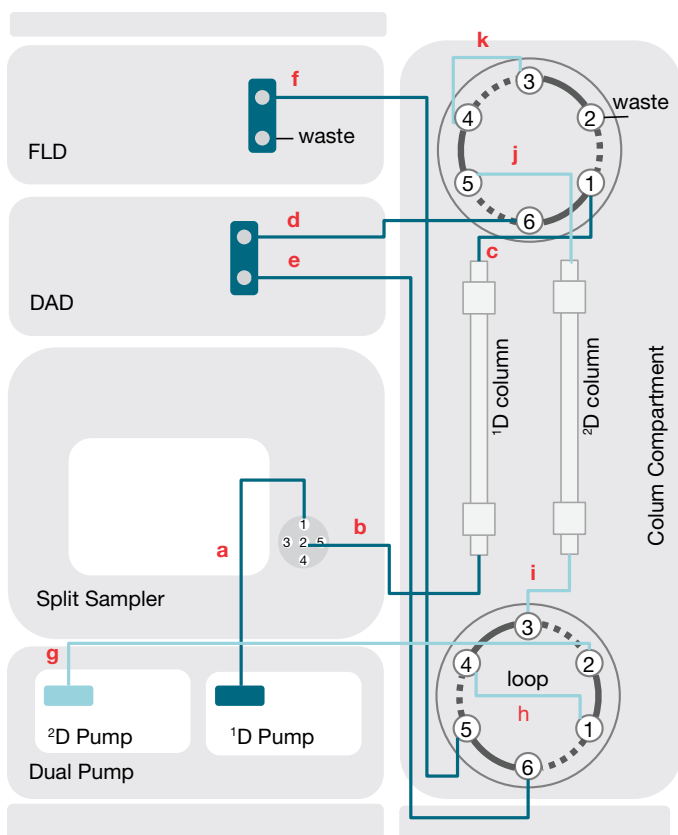 k
3
f
4
2
waste
waste
FLD
j
5
1
d
6
e
c
DAD
¹D column
²D column
Colum Compartment
1
b
a
3 2 5
4
i
Split Sampler
3
g
4
2
loop
h
²D Pump
¹D Pump
5
1
Dual Pump
6